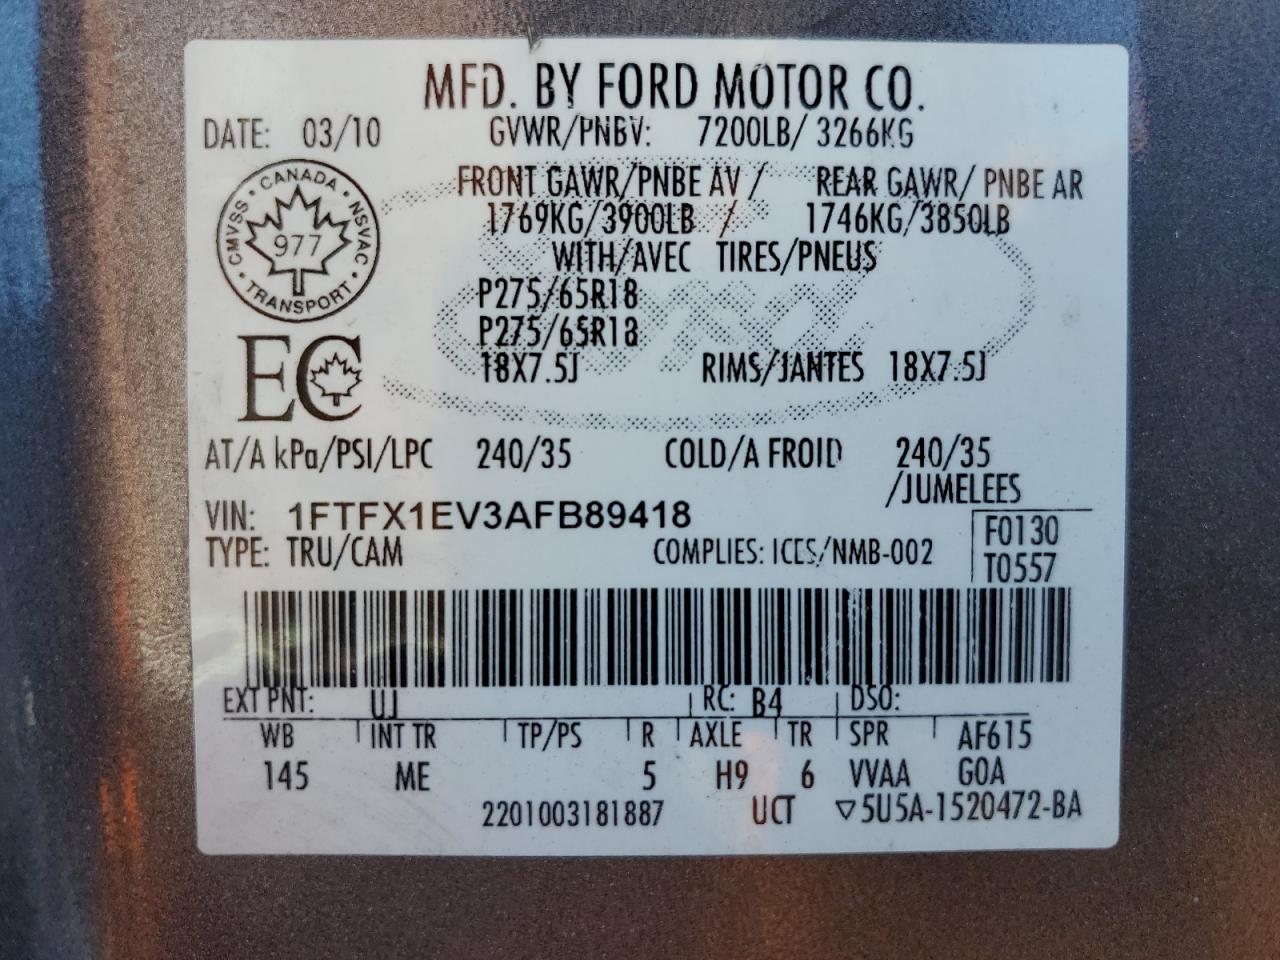 MFD. BY FORD MOTOR CO.
DATE: 03/10 GVWR/PNBV: 7200LB/ 3266KG
CANADA
CMVSS
NSVAC
977
TRANSPORT
FRONT GAWR/PNBE AV / REAR GAWR/ PNBE AR
1769KG/3900LB / 1746KG/3850LB
WITH/AVEC TIRES/PNEUS
P275/65R18
P275/65R18
18X7.5J RIMS/JANTES 18X7.5J
EC
AT/A kPa/PSI/LPC 240/35 COLD/A FROID 240/35
/JUMELEES
VIN: 1FTFX1EV3AFB89418
F0130
TYPE: TRU/CAM COMPLIES: ICES/NMB-002
T0557
EXT PNT: UJ RC: B4 DSO:
WB INT TR TP/PS R AXLE TR SPR AF615
145 ME 5 H9 6 VVAA GOA
2201003181887 UCT ▽5U5A-1520472-BA